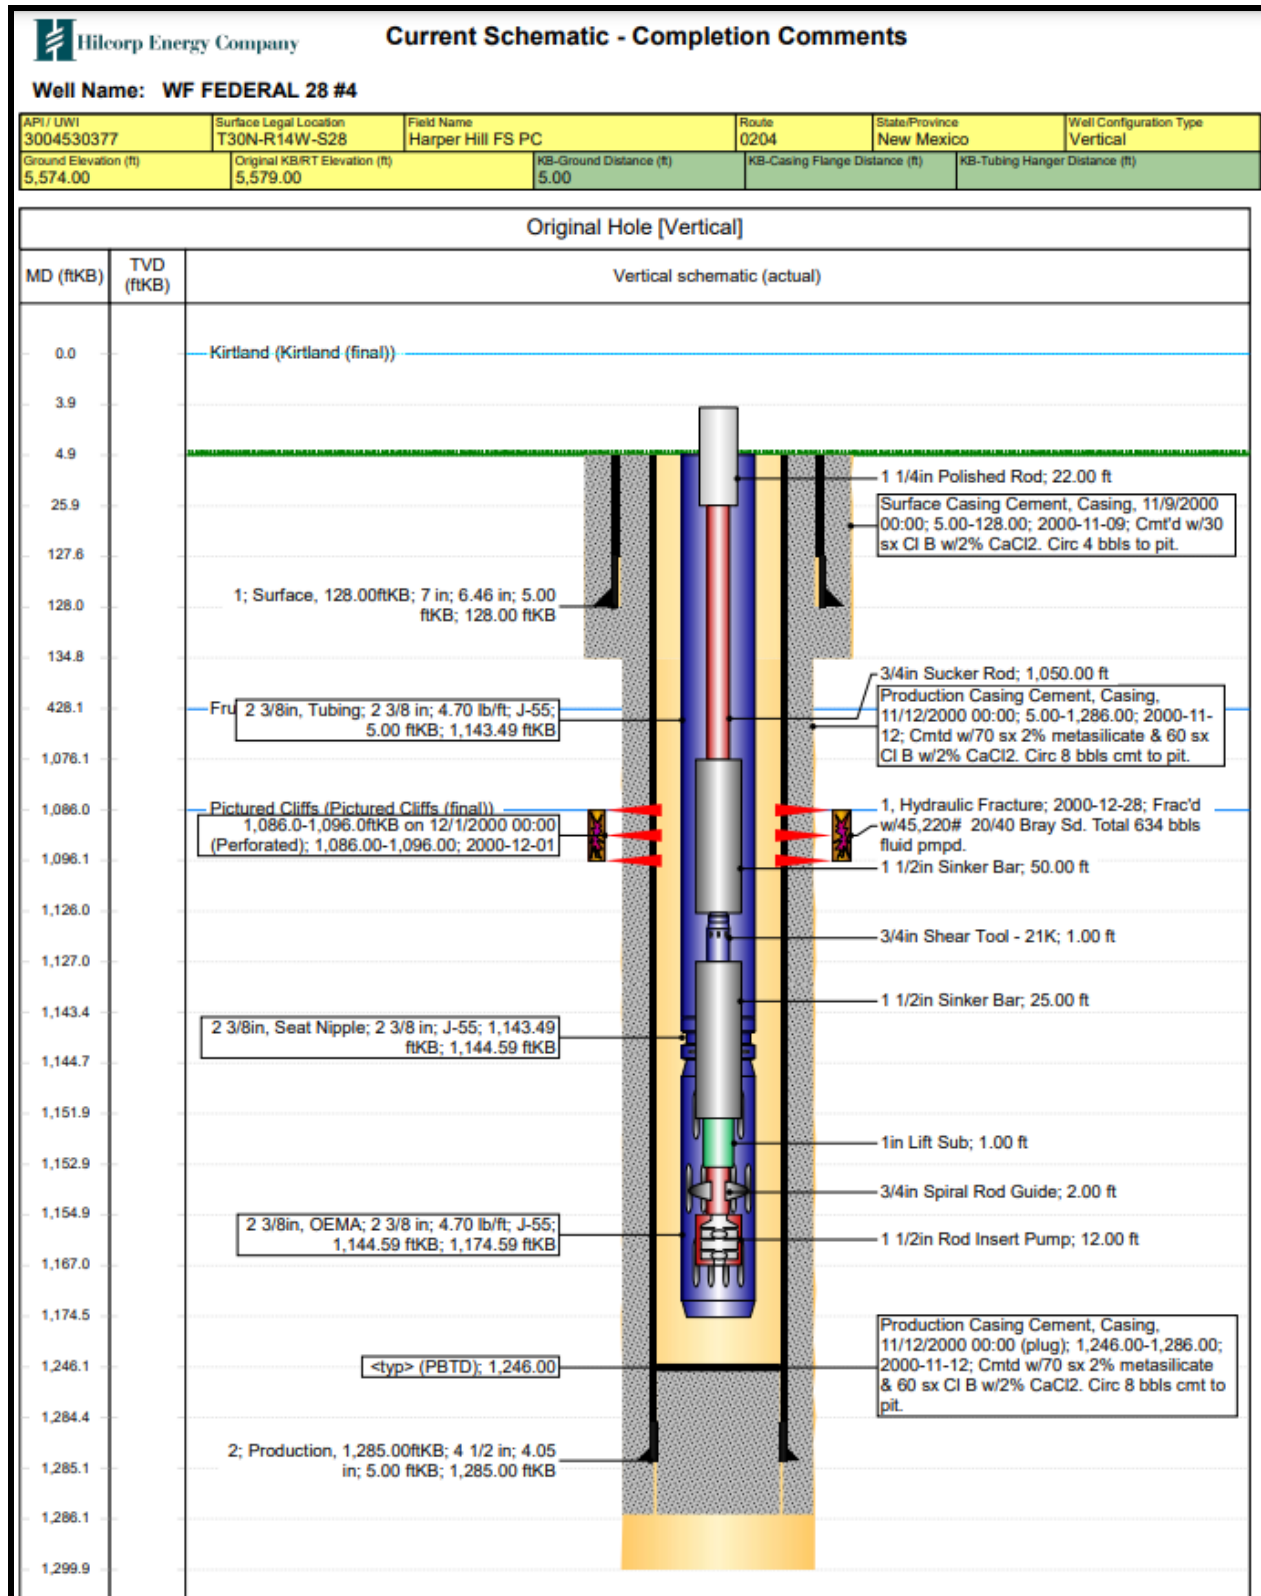 Hilcorp Energy Company
Current Schematic - Completion Comments
Well Name: WF FEDERAL 28 #4
API / UWI
3004530377
Surface Legal Location
T30N-R14W-S28
Field Name
Harper Hill FS PC
Route
0204
State/Province
New Mexico
Well Configuration Type
Vertical
Ground Elevation (ft)
5,574.00
Original KB/RT Elevation (ft)
5,579.00
KB-Ground Distance (ft)
5.00
KB-Casing Flange Distance (ft)
KB-Tubing Hanger Distance (ft)
Original Hole [Vertical]
MD (ftKB)
TVD
(ftKB)
Vertical schematic (actual)
0.0
Kirtland (Kirtland (final))
3.9
4.9
1 1/4in Polished Rod; 22.00 ft
25.9
Surface Casing Cement, Casing, 11/9/2000
00:00; 5.00-128.00; 2000-11-09; Cmt'd w/30
sx Cl B w/2% CaCl2. Circ 4 bbls to pit.
127.6
128.0
1; Surface, 128.00ftKB; 7 in; 6.46 in; 5.00
ftKB; 128.00 ftKB
134.8
3/4in Sucker Rod; 1,050.00 ft
428.1
Fru
2 3/8in, Tubing; 2 3/8 in; 4.70 lb/ft; J-55;
5.00 ftKB; 1,143.49 ftKB
Production Casing Cement, Casing,
11/12/2000 00:00; 5.00-1,286.00; 2000-11-
12; Cmtd w/70 sx 2% metasilicate & 60 sx
Cl B w/2% CaCl2. Circ 8 bbls cmt to pit.
1,076.1
1,086.0
Pictured Cliffs (Pictured Cliffs (final))
1,086.0-1,096.0ftKB on 12/1/2000 00:00
(Perforated); 1,086.00-1,096.00; 2000-12-01
1, Hydraulic Fracture; 2000-12-28; Frac'd
w/45,220# 20/40 Bray Sd. Total 634 bbls
fluid pmpd.
1,096.1
1 1/2in Sinker Bar; 50.00 ft
1,126.0
3/4in Shear Tool - 21K; 1.00 ft
1,127.0
1 1/2in Sinker Bar; 25.00 ft
1,143.4
2 3/8in, Seat Nipple; 2 3/8 in; J-55; 1,143.49
ftKB; 1,144.59 ftKB
1,144.7
1,151.9
1in Lift Sub; 1.00 ft
1,152.9
3/4in Spiral Rod Guide; 2.00 ft
1,154.9
2 3/8in, OEMA; 2 3/8 in; 4.70 lb/ft; J-55;
1,144.59 ftKB; 1,174.59 ftKB
1 1/2in Rod Insert Pump; 12.00 ft
1,167.0
1,174.5
Production Casing Cement, Casing,
11/12/2000 00:00 (plug); 1,246.00-1,286.00;
2000-11-12; Cmtd w/70 sx 2% metasilicate
& 60 sx Cl B w/2% CaCl2. Circ 8 bbls cmt to
pit.
1,246.1
<typ> (PBTD); 1,246.00
1,284.4
2; Production, 1,285.00ftKB; 4 1/2 in; 4.05
in; 5.00 ftKB; 1,285.00 ftKB
1,285.1
1,286.1
1,299.9